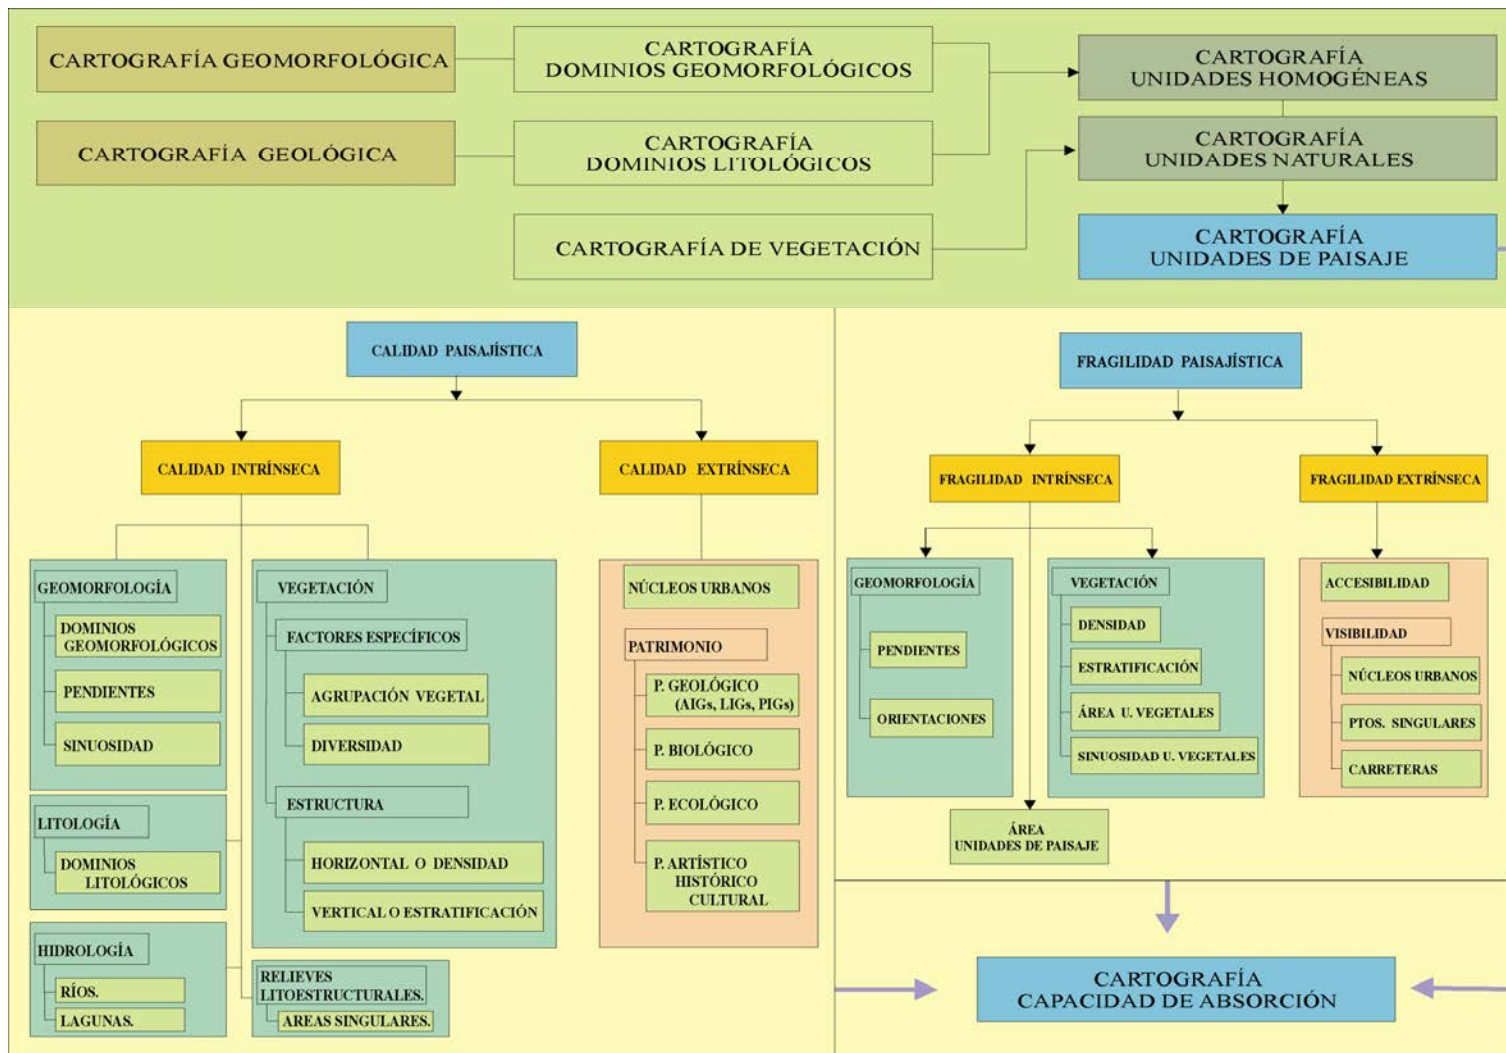 CARTOGRAFÍA GEOMORFOLÓGICA
CARTOGRAFÍA
DOMINIOS GEOMORFOLÓGICOS
CARTOGRAFÍA
UNIDADES HOMOGÉNEAS
CARTOGRAFÍA GEOLÓGICA
CARTOGRAFÍA
DOMINIOS LITOLÓGICOS
CARTOGRAFÍA
UNIDADES NATURALES
CARTOGRAFÍA DE VEGETACIÓN
CARTOGRAFÍA
UNIDADES DE PAISAJE
CALIDAD PAISAJÍSTICA
CALIDAD INTRÍNSECA
CALIDAD EXTRÍNSECA
GEOMORFOLOGÍA
DOMINIOS
GEOMORFOLÓGICOS
PENDIENTES
SINUOSIDAD
LITOLOGÍA
DOMINIOS
LITOLÓGICOS
HIDROLOGÍA
RÍOS.
LAGUNAS.
VEGETACIÓN
FACTORES ESPECÍFICOS
AGRUPACIÓN VEGETAL
DIVERSIDAD
ESTRUCTURA
HORIZONTAL O DENSIDAD
VERTICAL O ESTRATIFICACIÓN
RELIEVES
LITOESTRUCTURALES.
AREAS SINGULARES.
NÚCLEOS URBANOS
PATRIMONIO
P. GEOLÓGICO
(AIGs, LIGs, PIGs)
P. BIOLÓGICO
P. ECOLÓGICO
P. ARTÍSTICO
HISTÓRICO
CULTURAL
FRAGILIDAD PAISAJÍSTICA
FRAGILIDAD INTRÍNSECA
FRAGILIDAD EXTRÍNSECA
GEOMORFOLOGÍA
PENDIENTES
ORIENTACIONES
VEGETACIÓN
DENSIDAD
ESTRATIFICACIÓN
ÁREA U. VEGETALES
SINUOSIDAD U. VEGETALES
ÁREA
UNIDADES DE PAISAJE
ACCESIBILIDAD
VISIBILIDAD
NÚCLEOS URBANOS
PTOS. SINGULARES
CARRETERAS
CARTOGRAFÍA
CAPACIDAD DE ABSORCIÓN